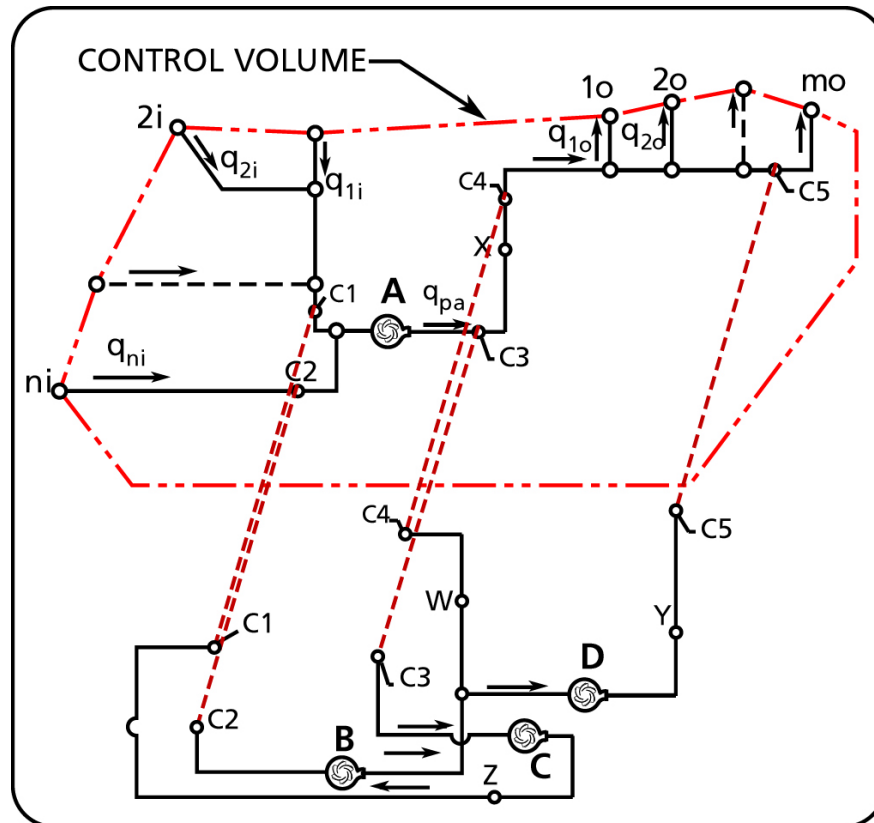 CONTROL VOLUME
1o
2o
mo
2i
q2i
q1i
q1o
q2o
C4
C5
X
C1
A
qpa
C3
qni
C2
ni
C4
C5
W
Y
C1
C3
D
C2
B
C
Z